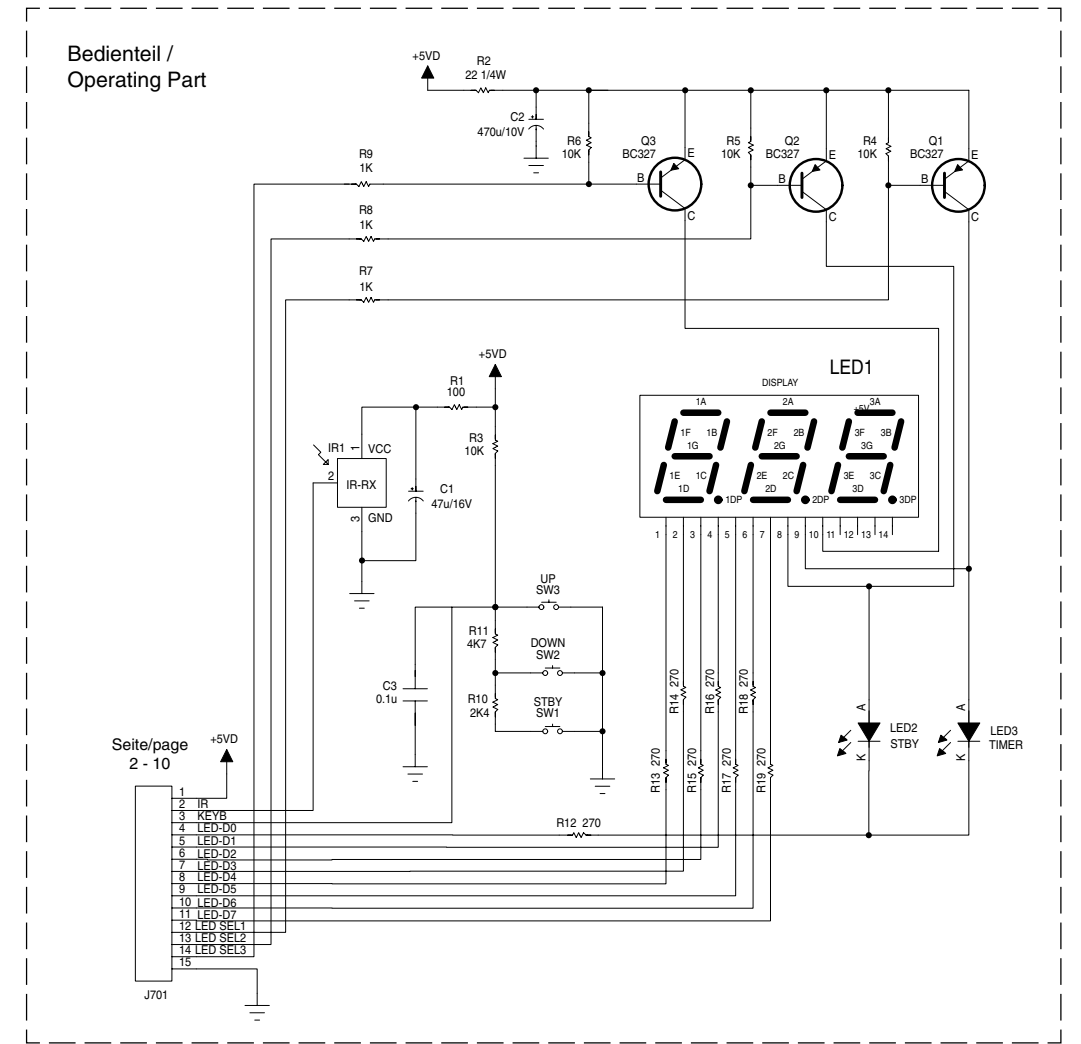 Bedienteil /
Operating Part
+5VD
R2
22 1/4W
C2
470u/10V
R6
10K
Q3
BC327
E
B
C
R5
10K
Q2
BC327
E
B
C
R4
10K
Q1
BC327
E
B
C
R9
1K
R8
1K
R7
1K
+5VD
R1
100
R3
10K
IR1
1
VCC
2
IR-RX
3
GND
C1
47u/16V
LED1
DISPLAY
1A
2A
3A
+5V
1F
1B
1G
1E
1C
1D
1DP
2F
2B
2G
2E
2C
2D
2DP
3F
3B
3G
3E
3C
3D
3DP
1 2 3 4 5 6 7 8 9 10 11 12 13 14
UP
SW3
R11
4K7
DOWN
SW2
R10
2K4
STBY
SW1
C3
0.1u
R14 270
R16 270
R18 270
R13 270
R15 270
R17 270
R19 270
A
K
LED2
STBY
A
K
LED3
TIMER
R12 270
Seite/page
2 - 10
+5VD
1
2 IR
3 KEYB
4 LED-D0
5 LED-D1
6 LED-D2
7 LED-D3
8 LED-D4
9 LED-D5
10 LED-D6
11 LED-D7
12 LED SEL1
13 LED SEL2
14 LED SEL3
15
J701